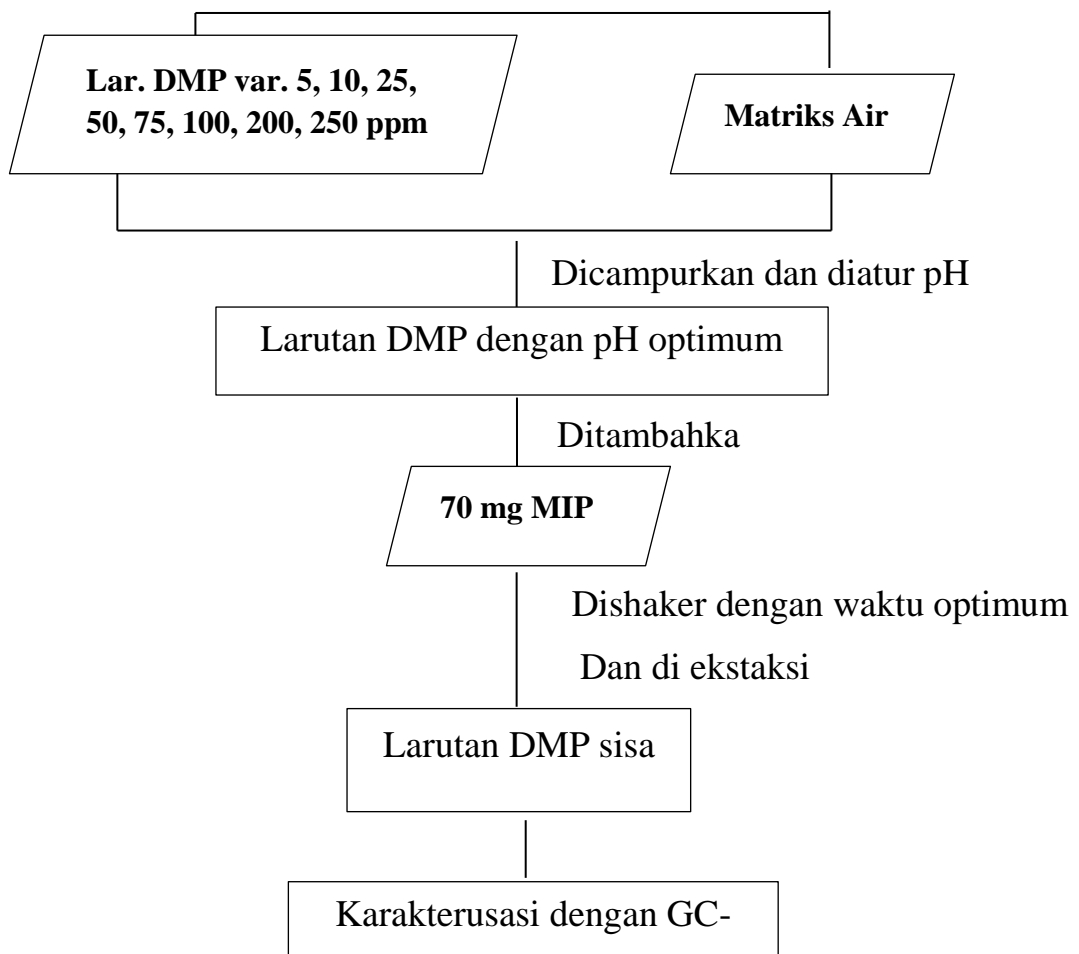 Lar. DMP var. 5, 10, 25,
50, 75, 100, 200, 250 ppm
Matriks Air
Dicampurkan dan diatur pH
Larutan DMP dengan pH optimum
Ditambahka
70 mg MIP
Dishaker dengan waktu optimum
Dan di ekstaksi
Larutan DMP sisa
Karakterusasi dengan GC-